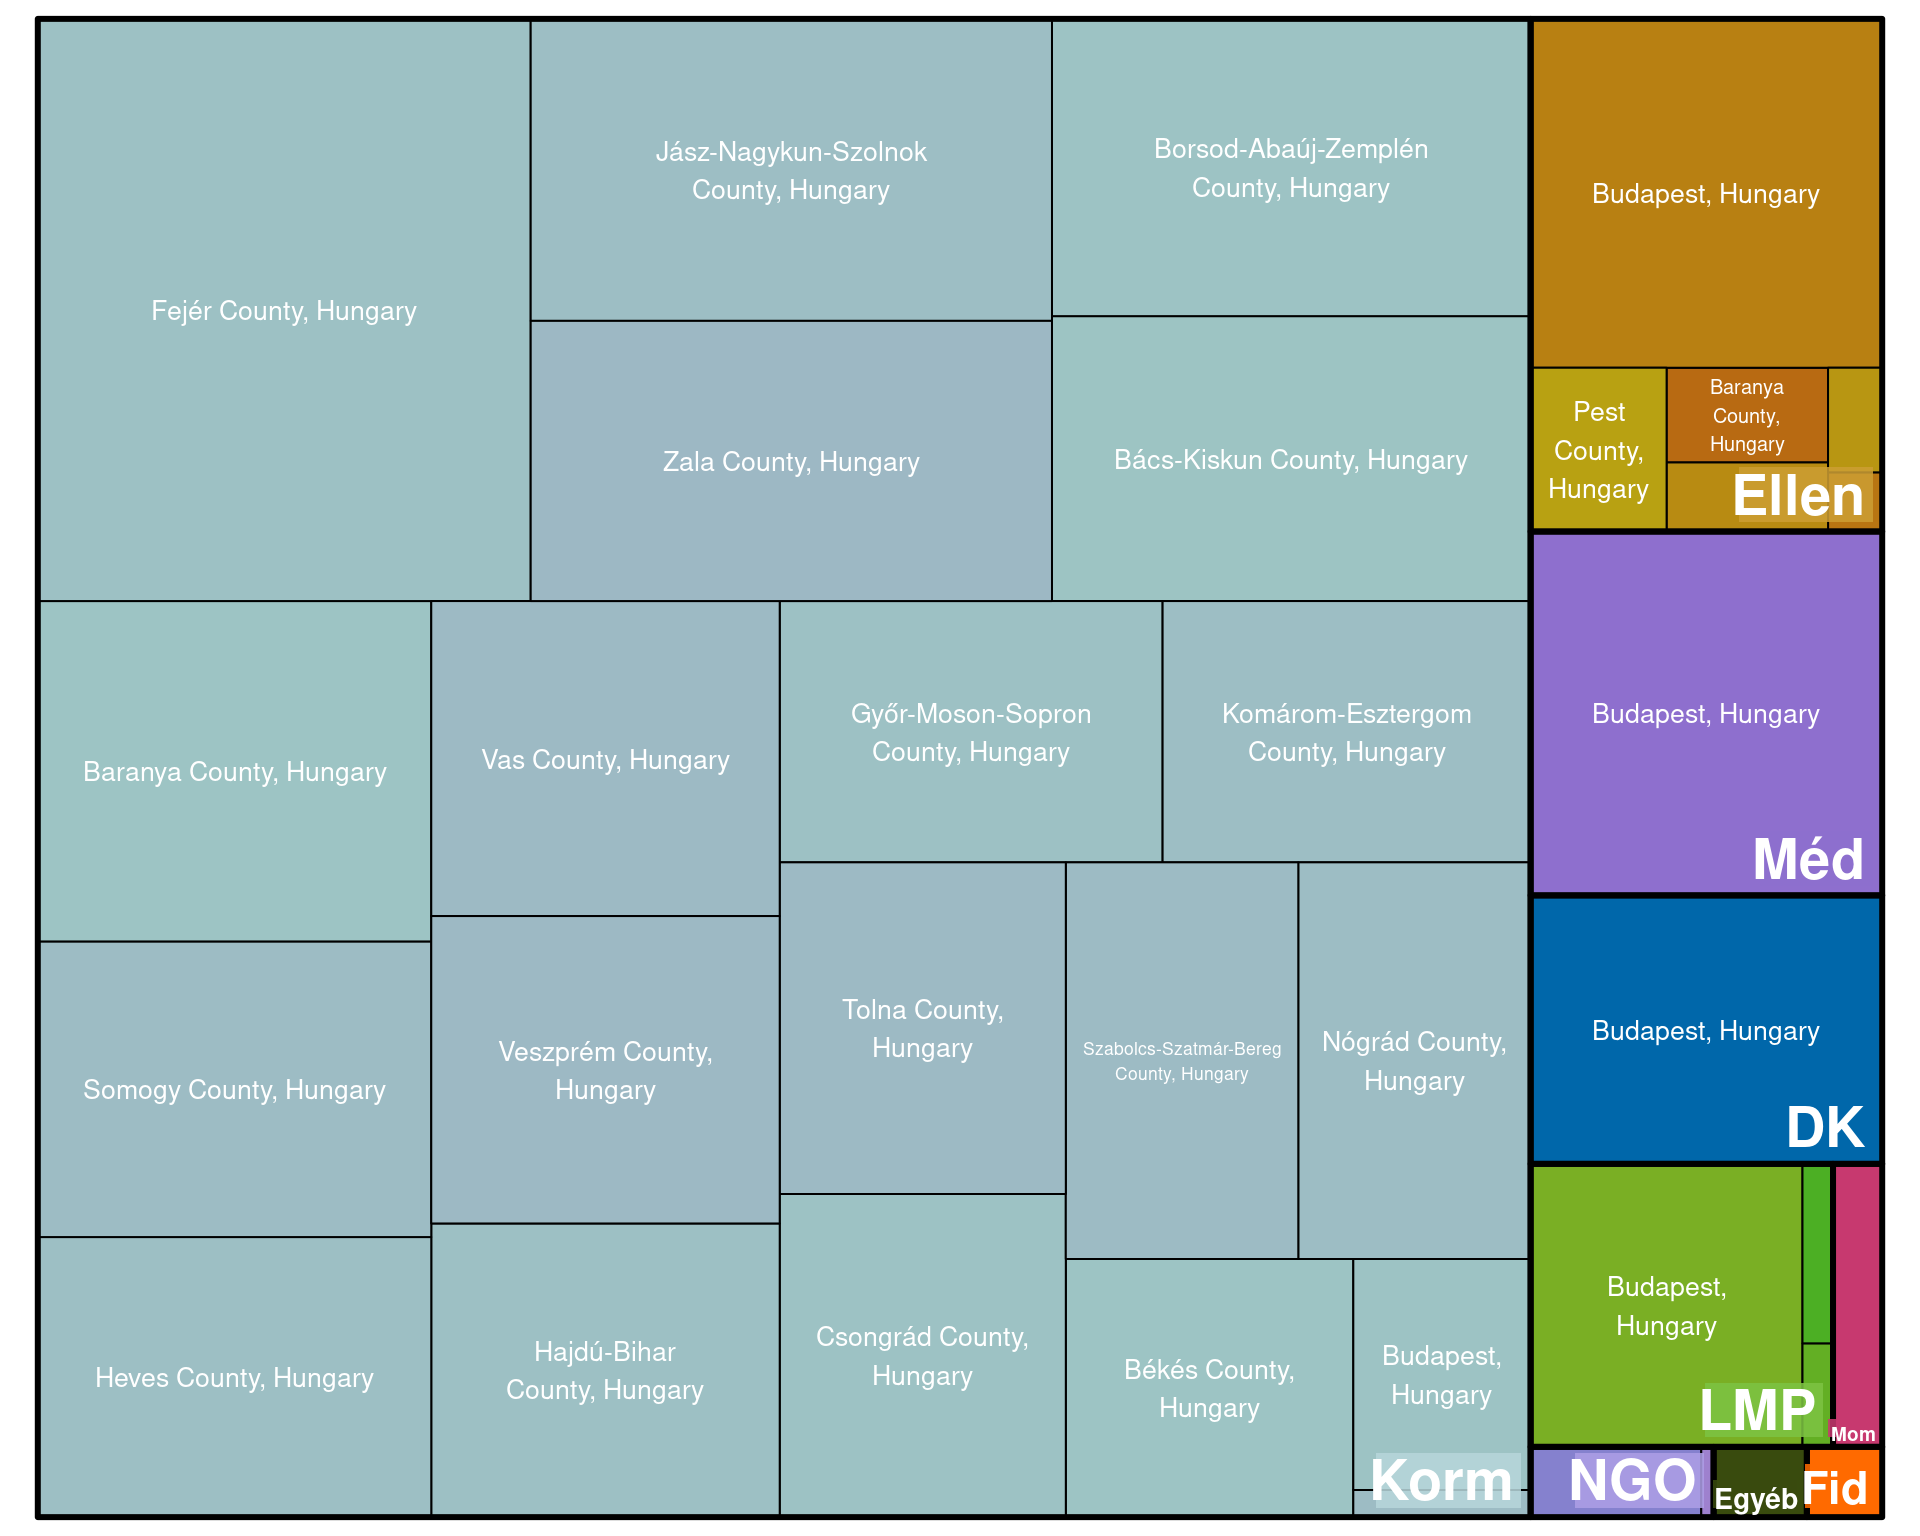 Fejér County, Hungary
Jász-Nagykun-Szolnok
County, Hungary
Zala County, Hungary
Borsod-Abaúj-Zemplén
County, Hungary
Bács-Kiskun County, Hungary
Baranya County, Hungary
Somogy County, Hungary
Heves County, Hungary
Vas County, Hungary
Veszprém County,
Hungary
Hajdú-Bihar
County, Hungary
Győr-Moson-Sopron
County, Hungary
Komárom-Esztergom
County, Hungary
Tolna County,
Hungary
Csongrád County,
Hungary
Szabolcs-Szatmár-Bereg
County, Hungary
Nógrád County,
Hungary
Békés County,
Hungary
Budapest,
Hungary
Korm
Budapest, Hungary
Pest
County,
Hungary
Baranya
County,
Hungary
Ellen
Budapest, Hungary
Méd
Budapest, Hungary
DK
Budapest,
Hungary
LMP
Mom
NGO
Egyéb
Fid